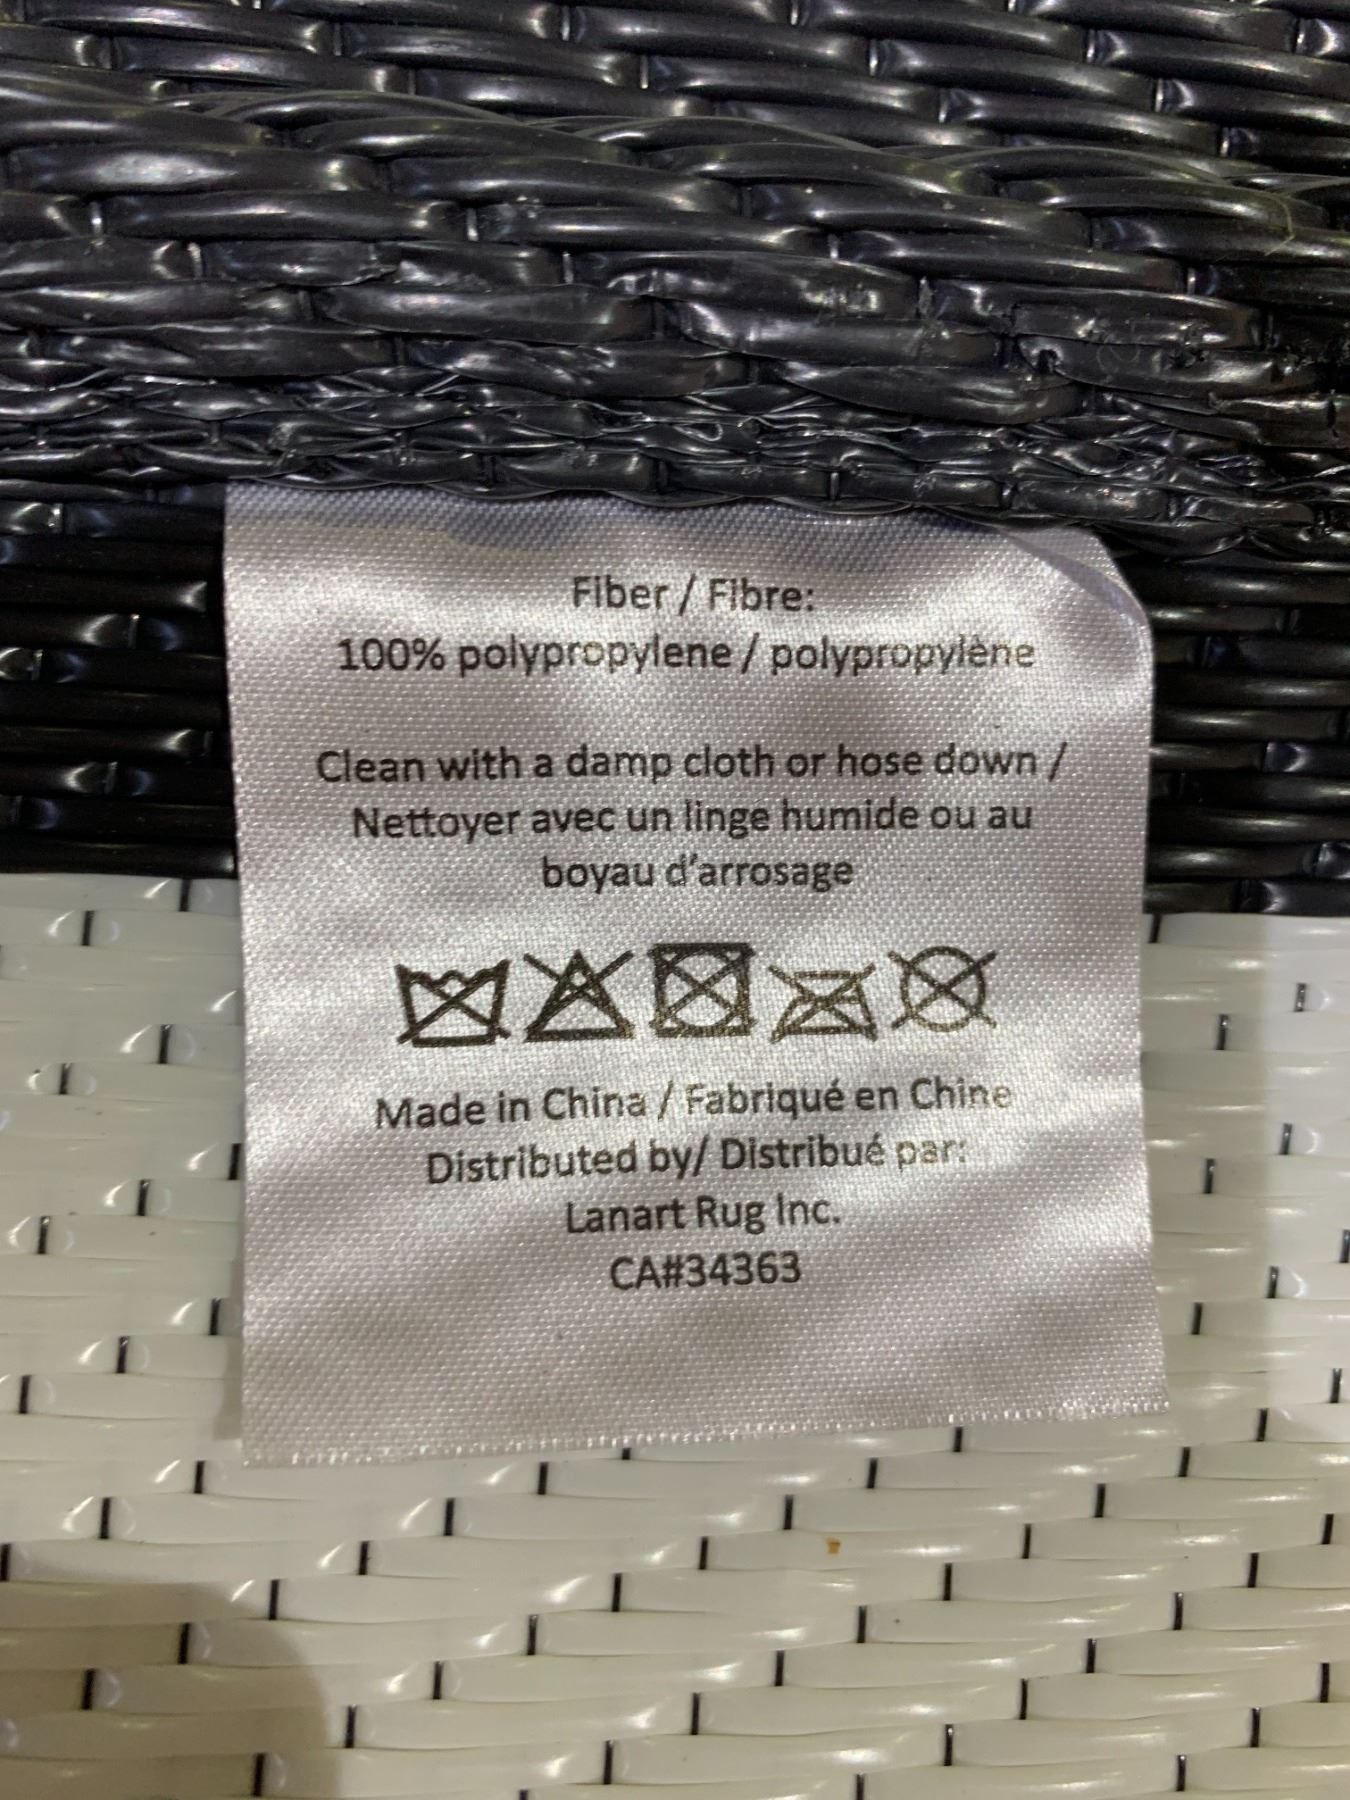 Fiber / Fibre:
100% polypropylene / polypropylène
Clean with a damp cloth or hose down /
Nettoyer avec un linge humide ou au
boyau d'arrosage
Made in China / Fabriqué en Chine
Distributed by/ Distribué par:
Lanart Rug Inc.
CA#34363